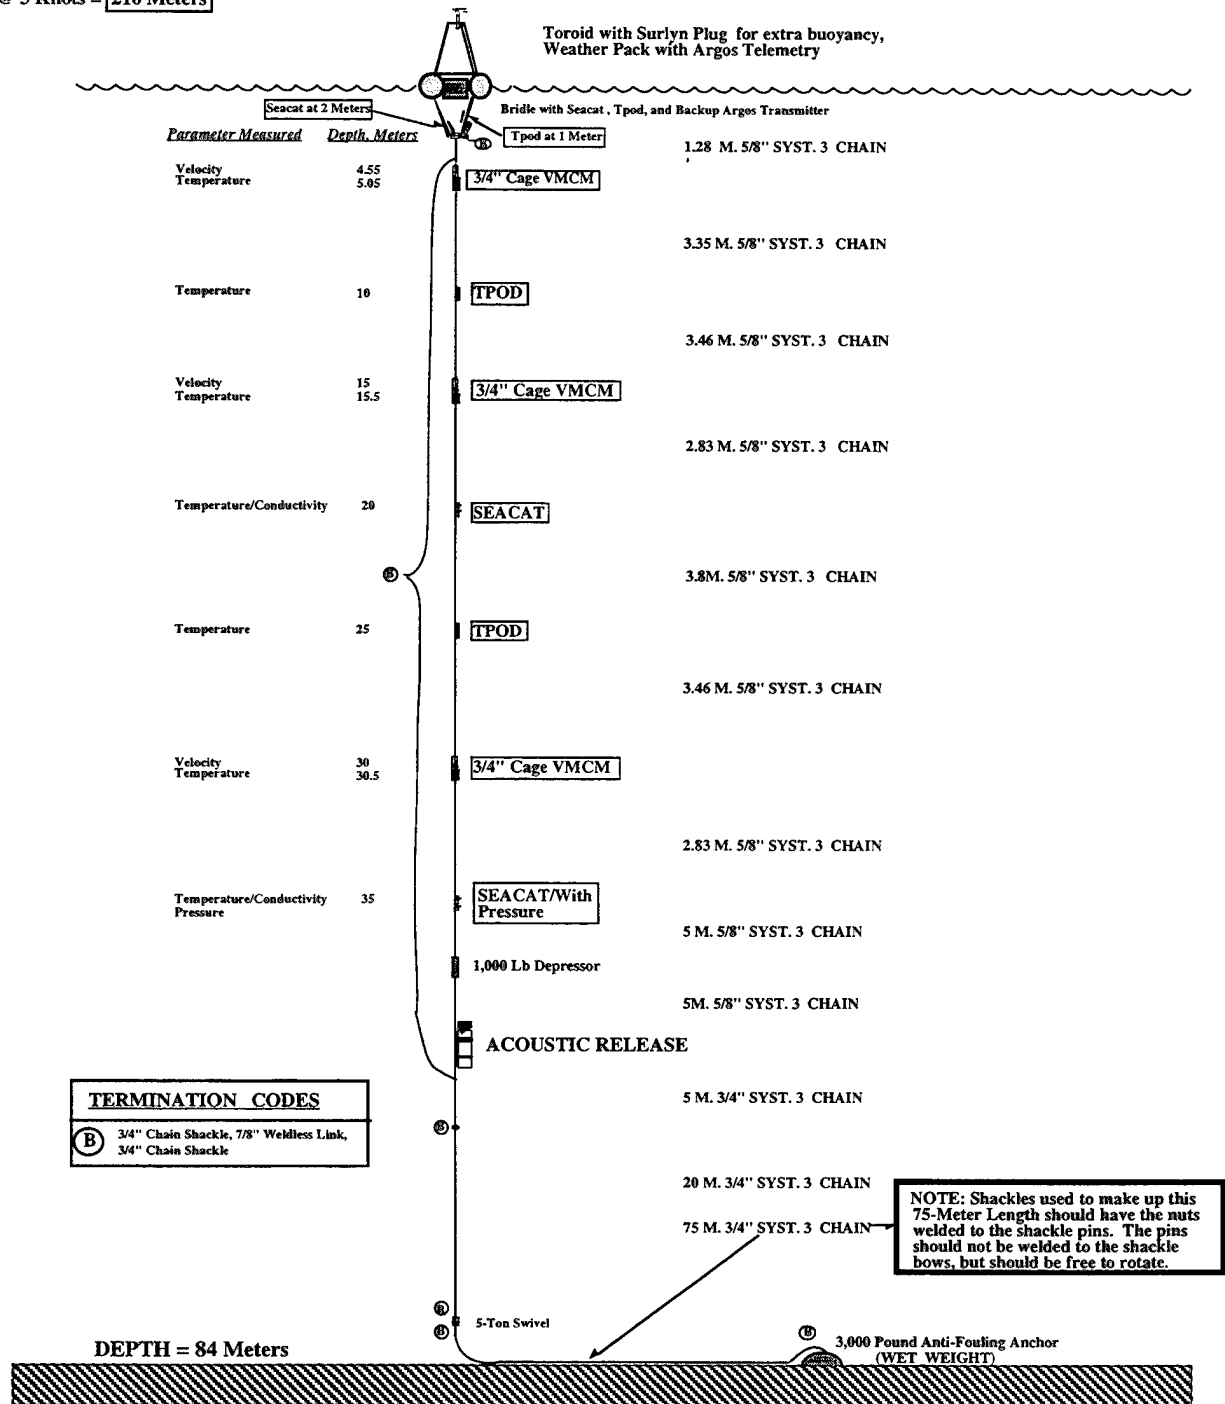 @ 3 Knots = 210 Meters
Toroid with Surlyn Plug for extra buoyancy,
Weather Pack with Argos Telemetry
Seacat at 2 Meters
Bridle with Seacat , Tpod, and Backup Argos Transmitter
Parameter Measured Depth, Meters
Tpod at 1 Meter
B
1.28 M. 5/8" SYST. 3 CHAIN
Velocity 4.55
Temperature 5.05
3/4" Cage VMCM
3.35 M. 5/8" SYST. 3 CHAIN
Temperature 10
TPOD
3.46 M. 5/8" SYST. 3 CHAIN
Velocity 15
Temperature 15.5
3/4" Cage VMCM
2.83 M. 5/8" SYST. 3 CHAIN
Temperature/Conductivity 20
SEACAT
B
3.8M. 5/8" SYST. 3 CHAIN
Temperature 25
TPOD
3.46 M. 5/8" SYST. 3 CHAIN
Velocity 30
Temperature 30.5
3/4" Cage VMCM
2.83 M. 5/8" SYST. 3 CHAIN
Temperature/Conductivity 35
Pressure
SEACAT/With
Pressure
5 M. 5/8" SYST. 3 CHAIN
1,000 Lb Depressor
5M. 5/8" SYST. 3 CHAIN
ACOUSTIC RELEASE
5 M. 3/4" SYST. 3 CHAIN
TERMINATION CODES
B 3/4" Chain Shackle, 7/8" Weldless Link,
3/4" Chain Shackle
B
20 M. 3/4" SYST. 3 CHAIN
75 M. 3/4" SYST. 3 CHAIN
NOTE: Shackles used to make up this
75-Meter Length should have the nuts
welded to the shackle pins. The pins
should not be welded to the shackle
bows, but should be free to rotate.
B
5-Ton Swivel
B
B
DEPTH = 84 Meters
3,000 Pound Anti-Fouling Anchor
(WET WEIGHT)